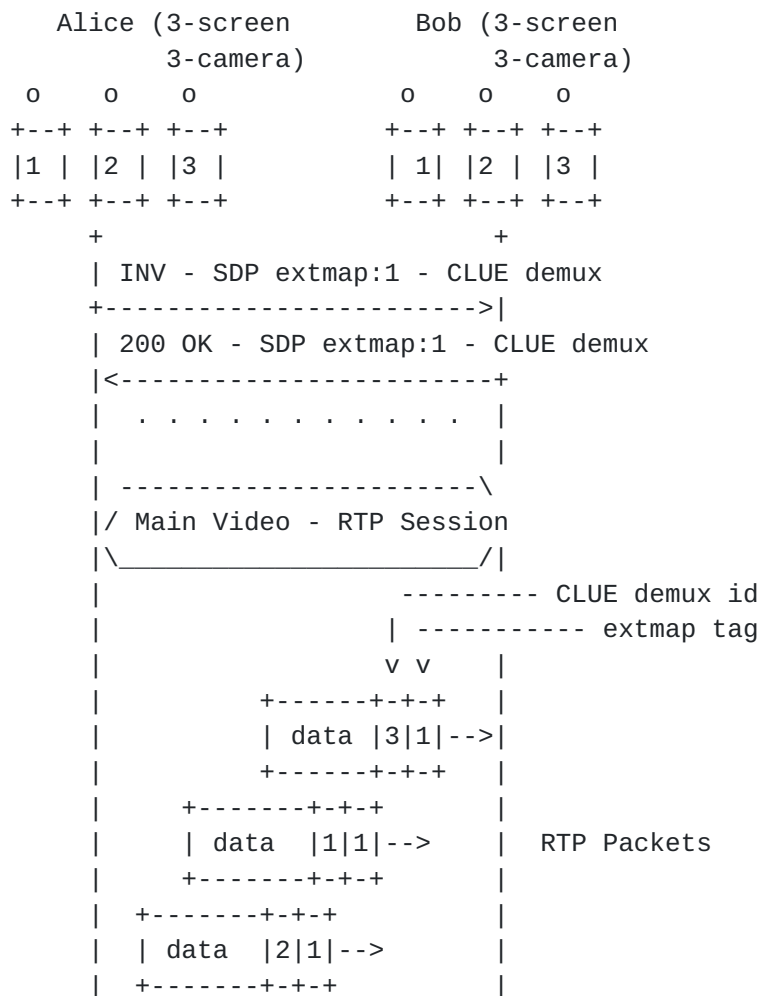 Alice (3-screen        Bob (3-screen
          3-camera)            3-camera)
 o    o    o             o    o    o
+--+ +--+ +--+          +--+ +--+ +--+
|1 | |2 | |3 |          | 1| |2 | |3 |
+--+ +--+ +--+          +--+ +--+ +--+
     +                         +
     | INV - SDP extmap:1 - CLUE demux
     +------------------------>|
     | 200 OK - SDP extmap:1 - CLUE demux
     |<------------------------+
     |  . . . . . . . . . . .  |
     |                         |
     | -----------------------\
     |/ Main Video - RTP Session
     |\_______________________/|
     |                   --------- CLUE demux id
     |                  | ----------- extmap tag
     |                  v v    |
     |          +------+-+-+   |
     |          | data |3|1|-->|
     |          +------+-+-+   |
     |     +-------+-+-+       |
     |     | data  |1|1|-->    |  RTP Packets
     |     +-------+-+-+       |
     |  +-------+-+-+          |
     |  | data  |2|1|-->       |
     |  +-------+-+-+          |